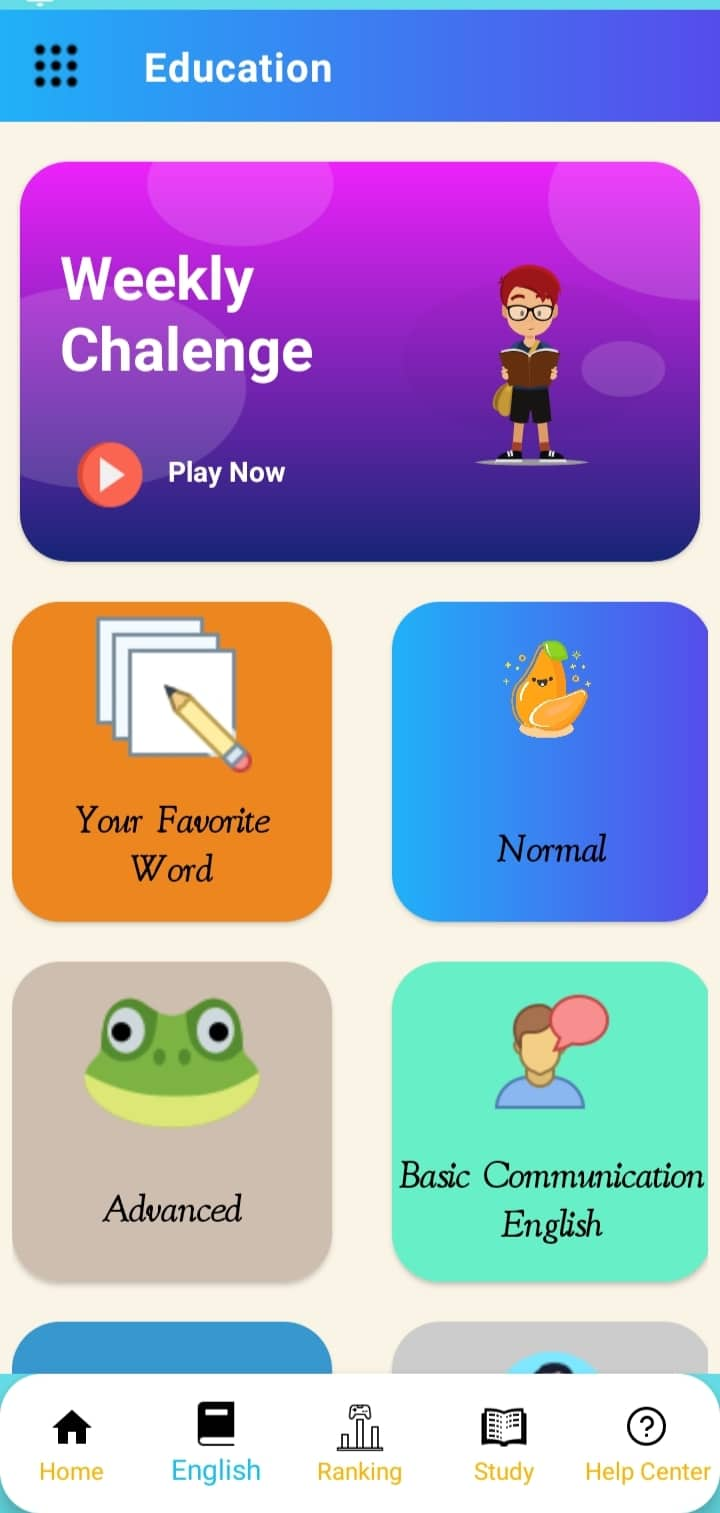 Education
Weekly
Chalenge
Play Now
Your Favorite
Word
Normal
Advanced
Basic Communication
English
Home
English
Ranking
Study
Help Center